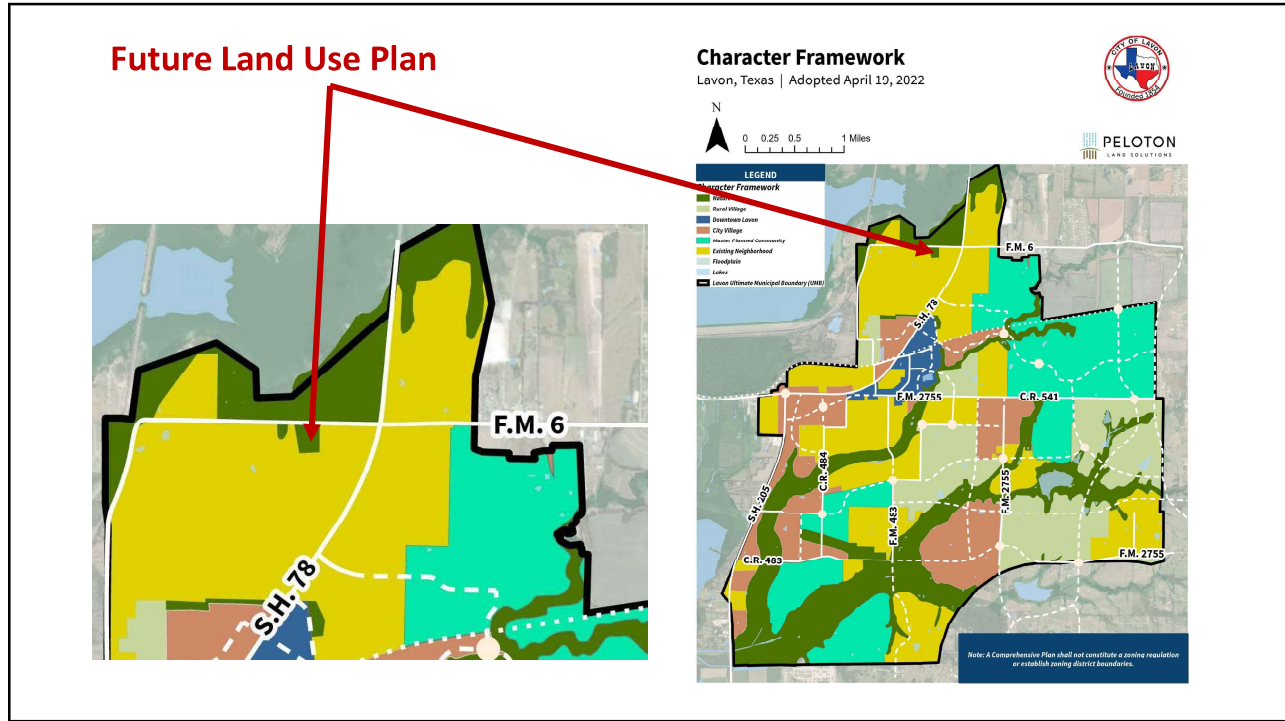 Future Land Use Plan
Character Framework
Lavon, Texas | Adopted April 19, 2022
CITY OF LAVON
LAVON
Founded 1854
N
0 0.25 0.5 1 Miles
PELOTON
LAND SOLUTIONS
LEGEND
Character Framework
Rural Village
Downtown Lavon
City Village
Master Planned Community
Existing Neighborhood
Floodplain
Lakes
Lavon Ultimate Municipal Boundary (UMB)
F.M. 6
S.H. 78
F.M. 2755
C.R. 541
C.R. 484
S.H. 205
F.M. 2755
F.M. 483
C.R. 483
F.M. 2755
Note: A Comprehensive Plan shall not constitute a zoning regulation
or establish zoning district boundaries.
F.M. 6
S.H. 78